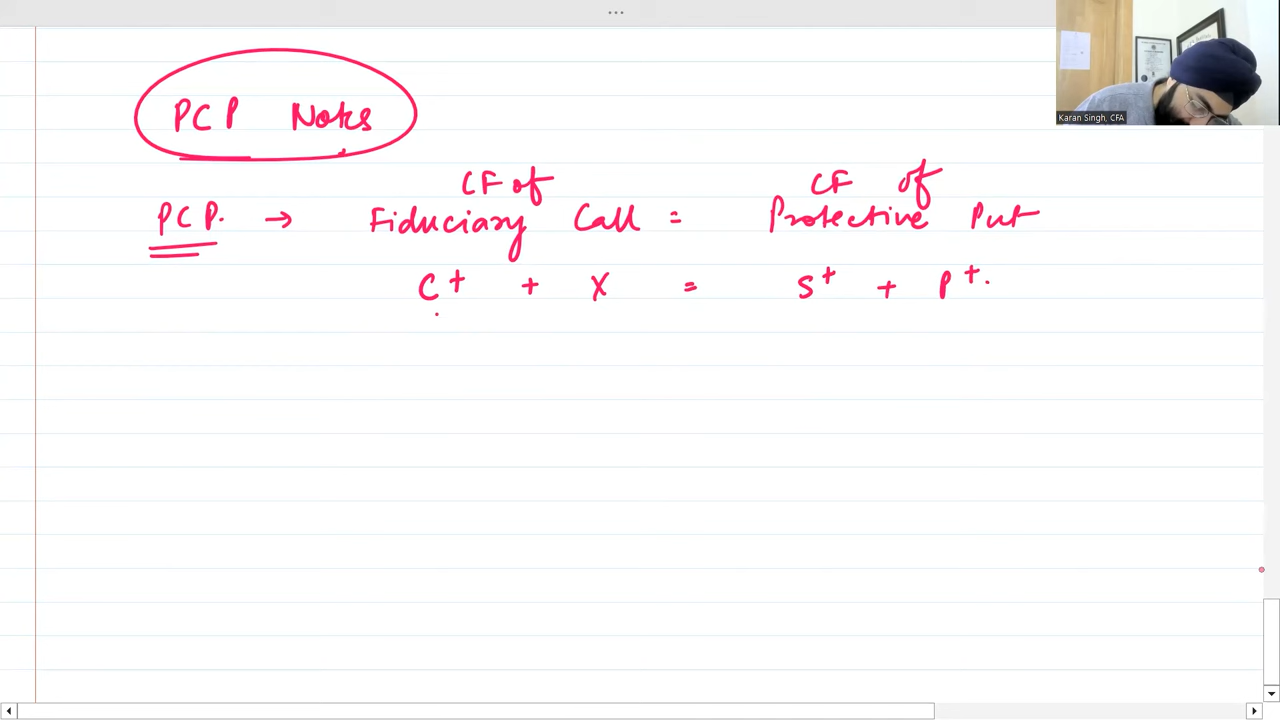 PCP Notes
CF of CF of
PCP. → Fiduciary Call = Protective Put
C+ + X = S+ + P+.
Karan Singh, CFA